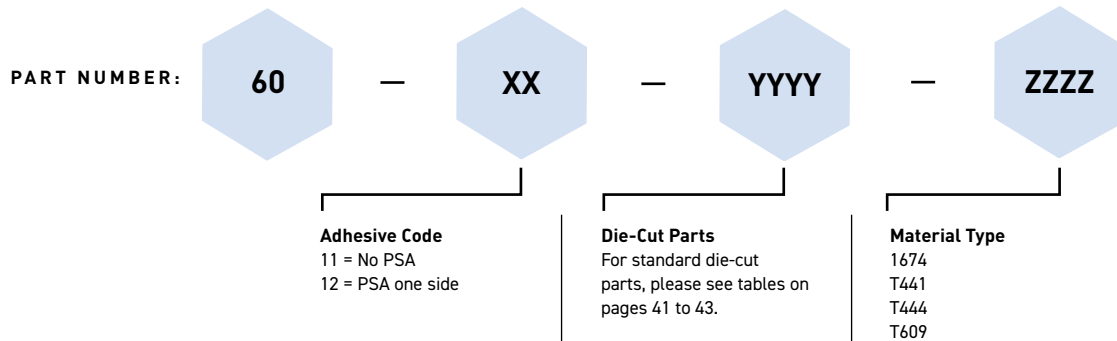 PART NUMBER: 60 — XX — YYYY — ZZZZ
Adhesive Code
11 = No PSA
12 = PSA one side
Die-Cut Parts
For standard die-cut
parts, please see tables on
pages 41 to 43.
Material Type
1674
T441
T444
T609